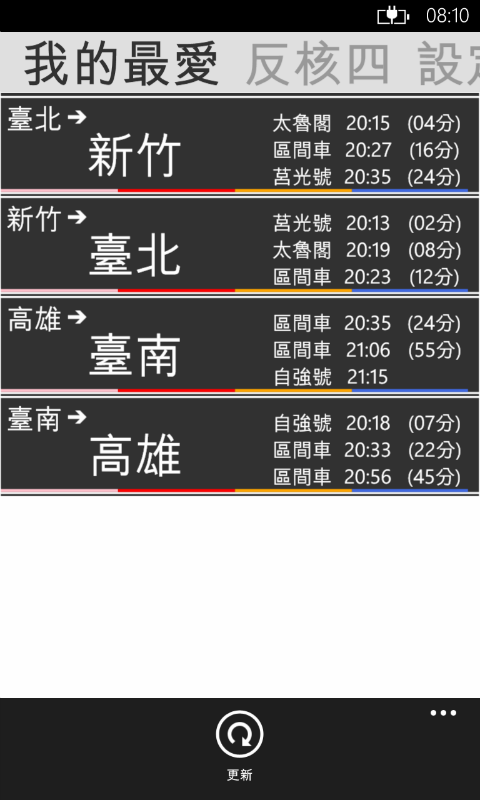 08:10
我的最愛 反核四 設定
臺北➔
新竹
太魯閣 20:15 (04分)
區間車 20:27 (16分)
莒光號 20:35 (24分)
新竹➔
臺北
莒光號 20:13 (02分)
太魯閣 20:19 (08分)
區間車 20:23 (12分)
高雄➔
臺南
區間車 20:35 (24分)
區間車 21:06 (55分)
自強號 21:15
臺南➔
高雄
自強號 20:18 (07分)
區間車 20:33 (22分)
區間車 20:56 (45分)
更新